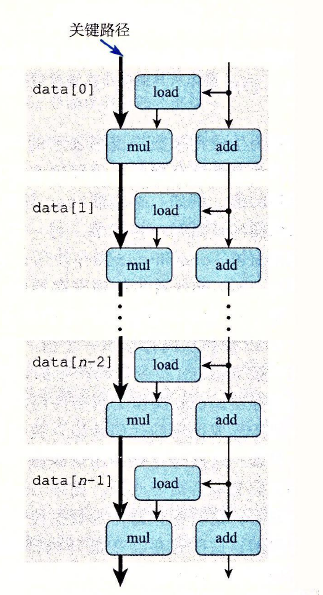 关键路径
data[0]
load
mul
add
data[1]
load
mul
add
data[n-2]
load
mul
add
data[n-1]
load
mul
add